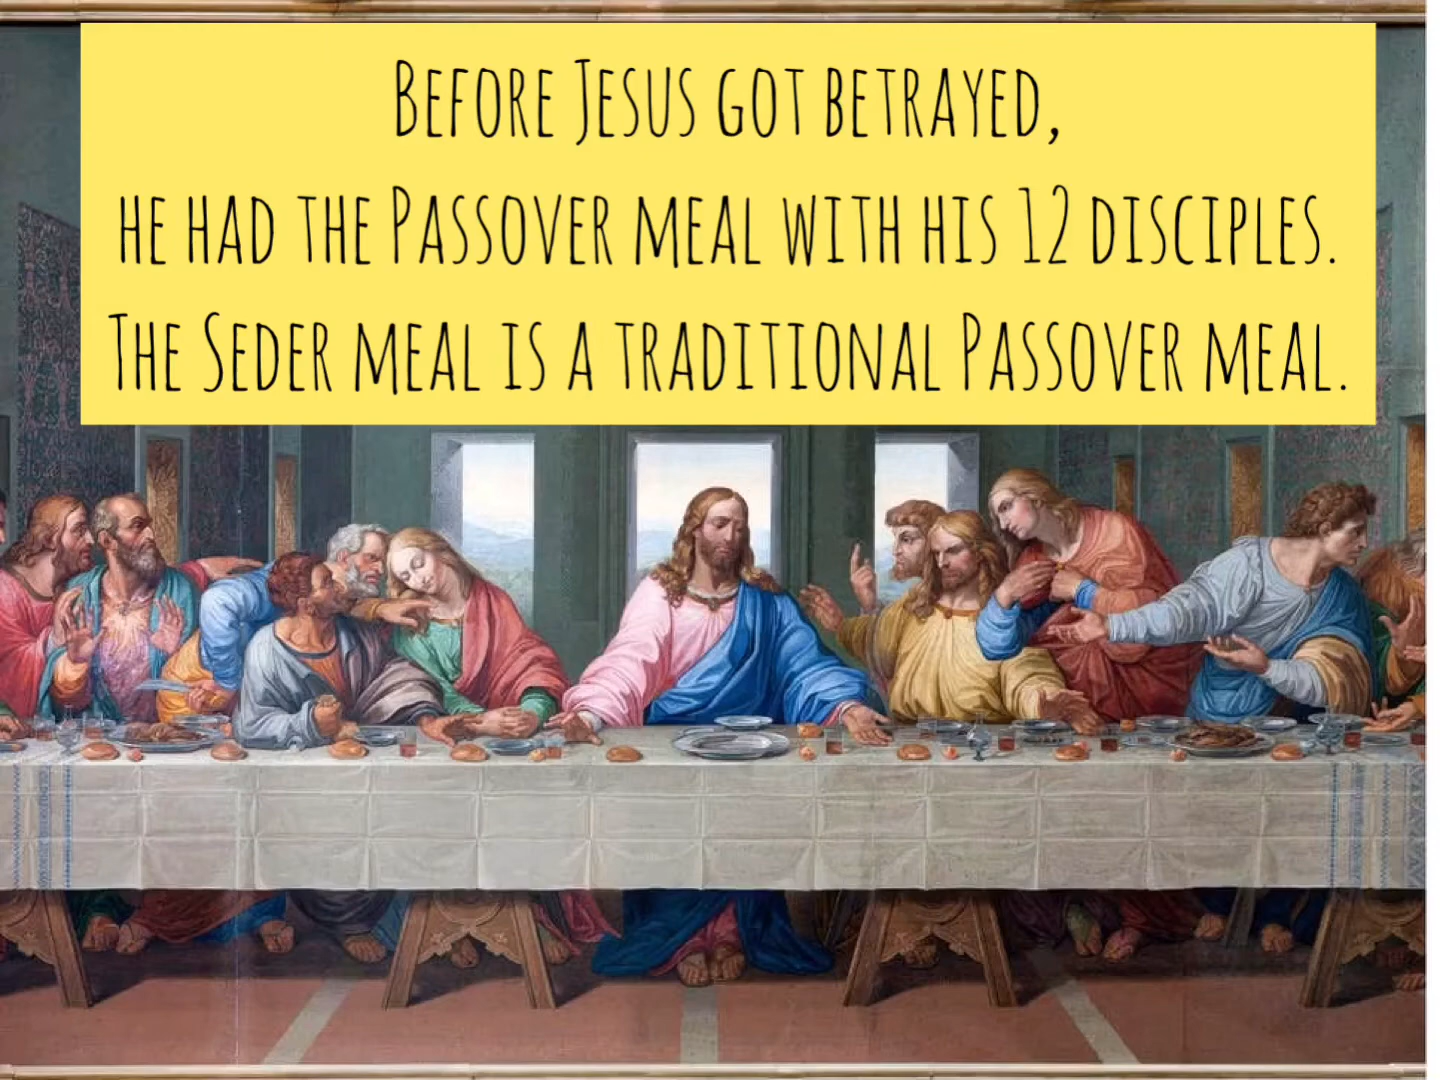 Before Jesus got betrayed,
he had the Passover meal with his 12 disciples.
The Seder meal is a traditional Passover meal.